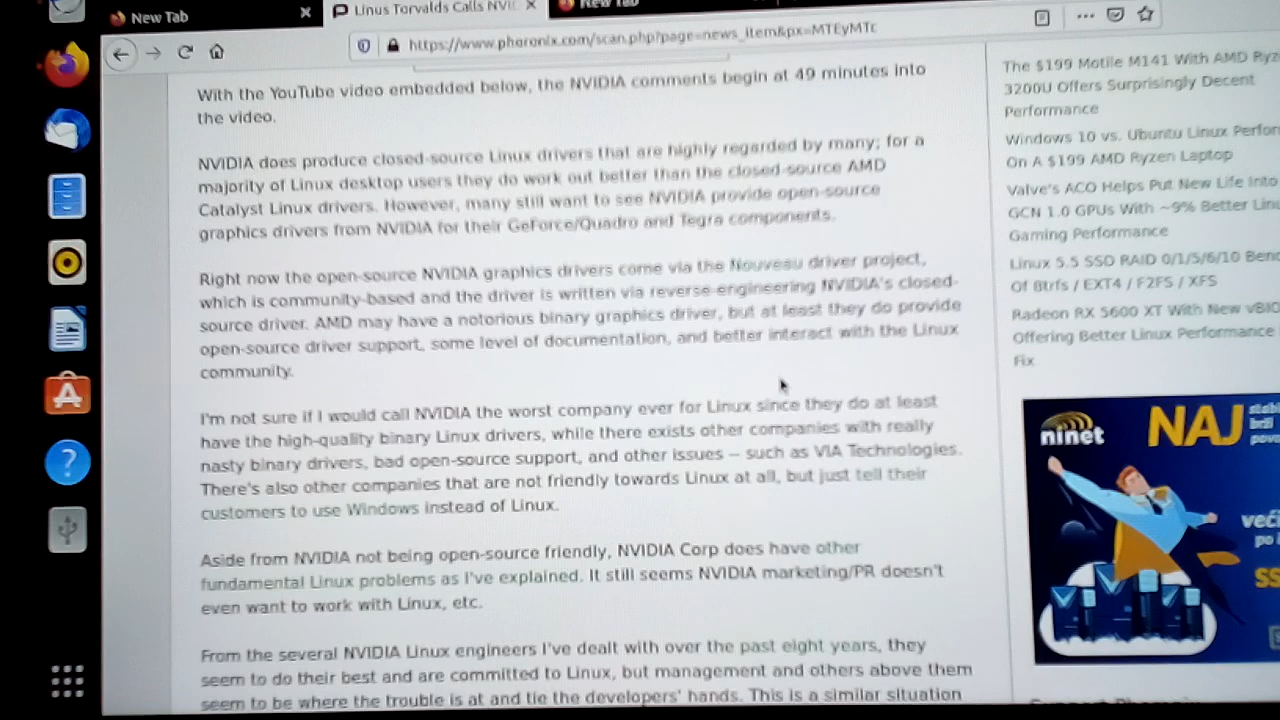 New Tab
Linus Torvalds Calls NVI
New Tab
https://www.phoronix.com/scan.php?page=news_item&px=MTEyMTc
With the YouTube video embedded below, the NVIDIA comments begin at 49 minutes into
the video.
NVIDIA does produce closed-source Linux drivers that are highly regarded by many; for a
majority of Linux desktop users they do work out better than the closed-source AMD
Catalyst Linux drivers. However, many still want to see NVIDIA provide open-source
graphics drivers from NVIDIA for their GeForce/Quadro and Tegra components.
Right now the open-source NVIDIA graphics drivers come via the Nouveau driver project,
which is community-based and the driver is written via reverse-engineering NVIDIA's closed-
source driver. AMD may have a notorious binary graphics driver, but at least they do provide
open-source driver support, some level of documentation, and better interact with the Linux
community.
I'm not sure if I would call NVIDIA the worst company ever for Linux since they do at least
have the high-quality binary Linux drivers, while there exists other companies with really
nasty binary drivers, bad open-source support, and other issues — such as VIA Technologies.
There's also other companies that are not friendly towards Linux at all, but just tell their
customers to use Windows instead of Linux.
Aside from NVIDIA not being open-source friendly, NVIDIA Corp does have other
fundamental Linux problems as I've explained. It still seems NVIDIA marketing/PR doesn't
even want to work with Linux, etc.
From the several NVIDIA Linux engineers I've dealt with over the past eight years, they
seem to do their best and are committed to Linux, but management and others above them
seem to be where the trouble is at and tie the developers' hands. This is a similar situation
The $199 Motile M141 With AMD Ryz
3200U Offers Surprisingly Decent
Performance
Windows 10 vs. Ubuntu Linux Perfor
On A $199 AMD Ryzen Laptop
Valve's ACO Helps Put New Life Into
GCN 1.0 GPUs With ~9% Better Linu
Gaming Performance
Linux 5.5 SSD RAID 0/1/5/6/10 Benc
Of Btrfs / EXT4 / F2FS / XFS
Radeon RX 5600 XT With New vBIO
Offering Better Linux Performance
Fix
ninet
NAJ
već
po
SS